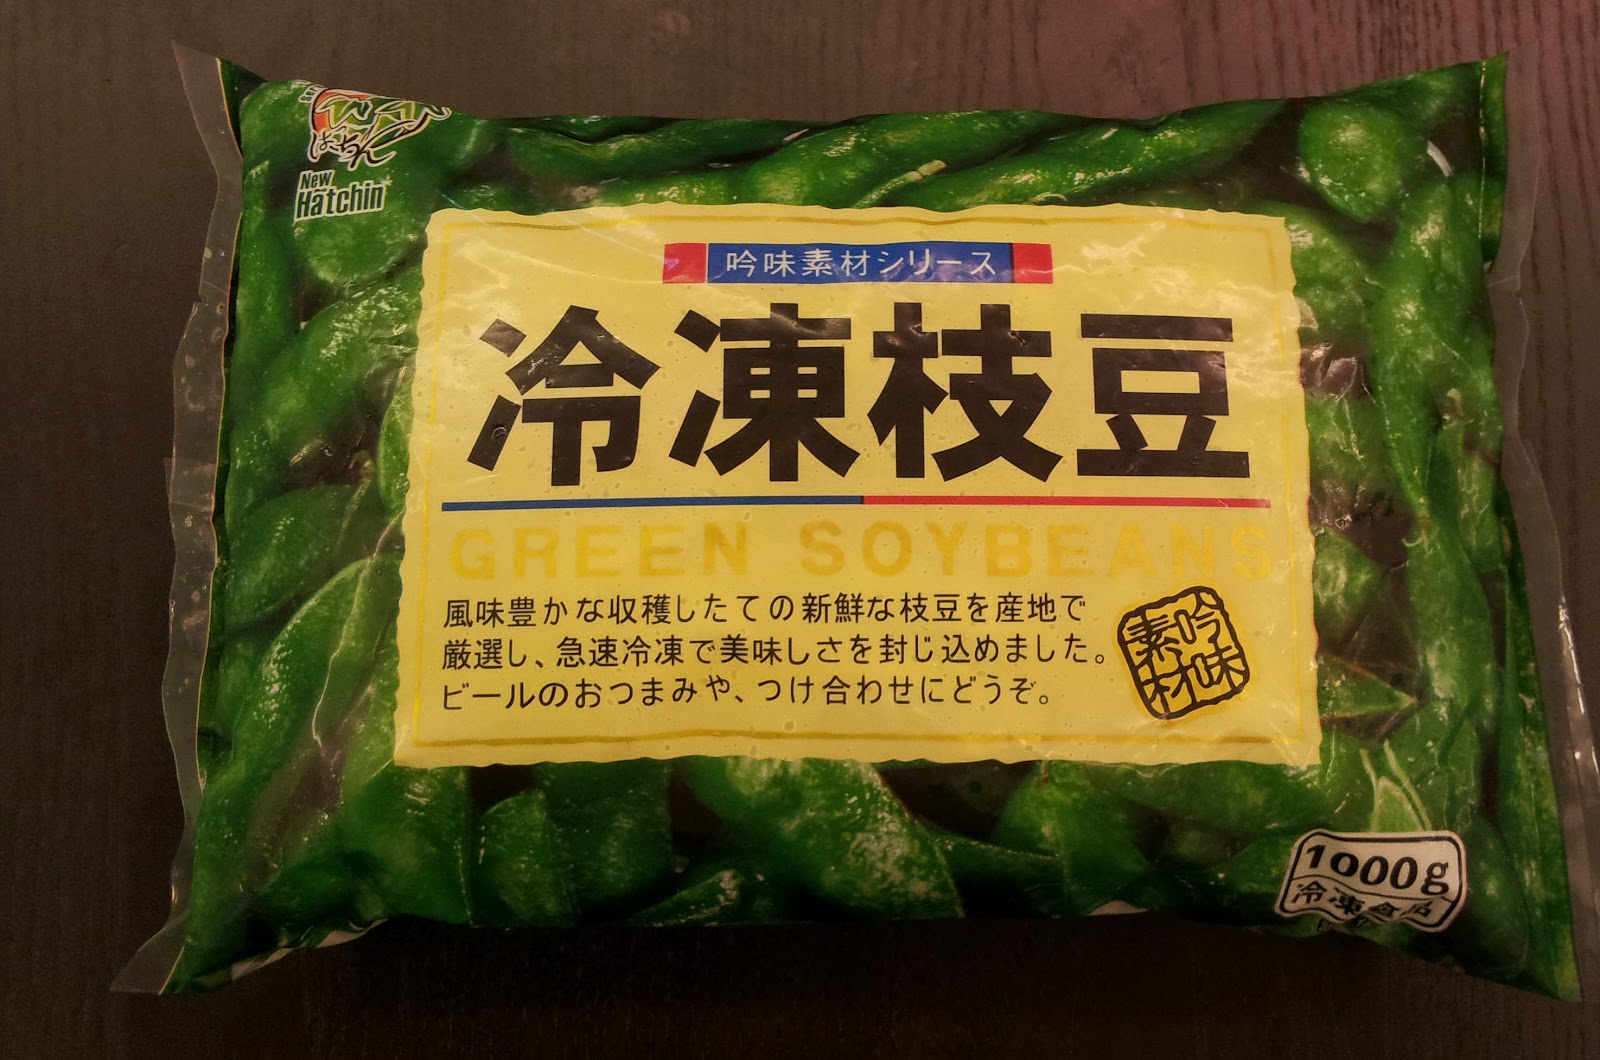 New
Hatchin
吟味素材シリーズ
冷凍枝豆
GREEN SOYBEANS
風味豊かな収穫したての新鮮な枝豆を産地で
厳選し、急速冷凍で美味しさを封じ込めました。
ビールのおつまみや、つけ合わせにどうぞ。
吟味
素材
1000g
冷凍食品